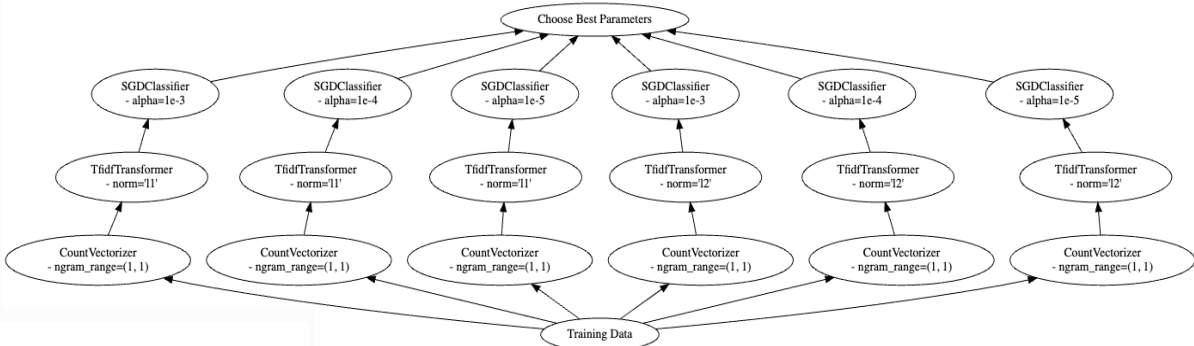 Choose Best Parameters
SGDClassifier
- alpha=1e-3
SGDClassifier
- alpha=1e-4
SGDClassifier
- alpha=1e-5
SGDClassifier
- alpha=1e-3
SGDClassifier
- alpha=1e-4
SGDClassifier
- alpha=1e-5
TfidfTransformer
- norm='l1'
TfidfTransformer
- norm='l1'
TfidfTransformer
- norm='l1'
TfidfTransformer
- norm='l2'
TfidfTransformer
- norm='l2'
TfidfTransformer
- norm='l2'
CountVectorizer
- ngram_range=(1, 1)
CountVectorizer
- ngram_range=(1, 1)
CountVectorizer
- ngram_range=(1, 1)
CountVectorizer
- ngram_range=(1, 1)
CountVectorizer
- ngram_range=(1, 1)
CountVectorizer
- ngram_range=(1, 1)
Training Data